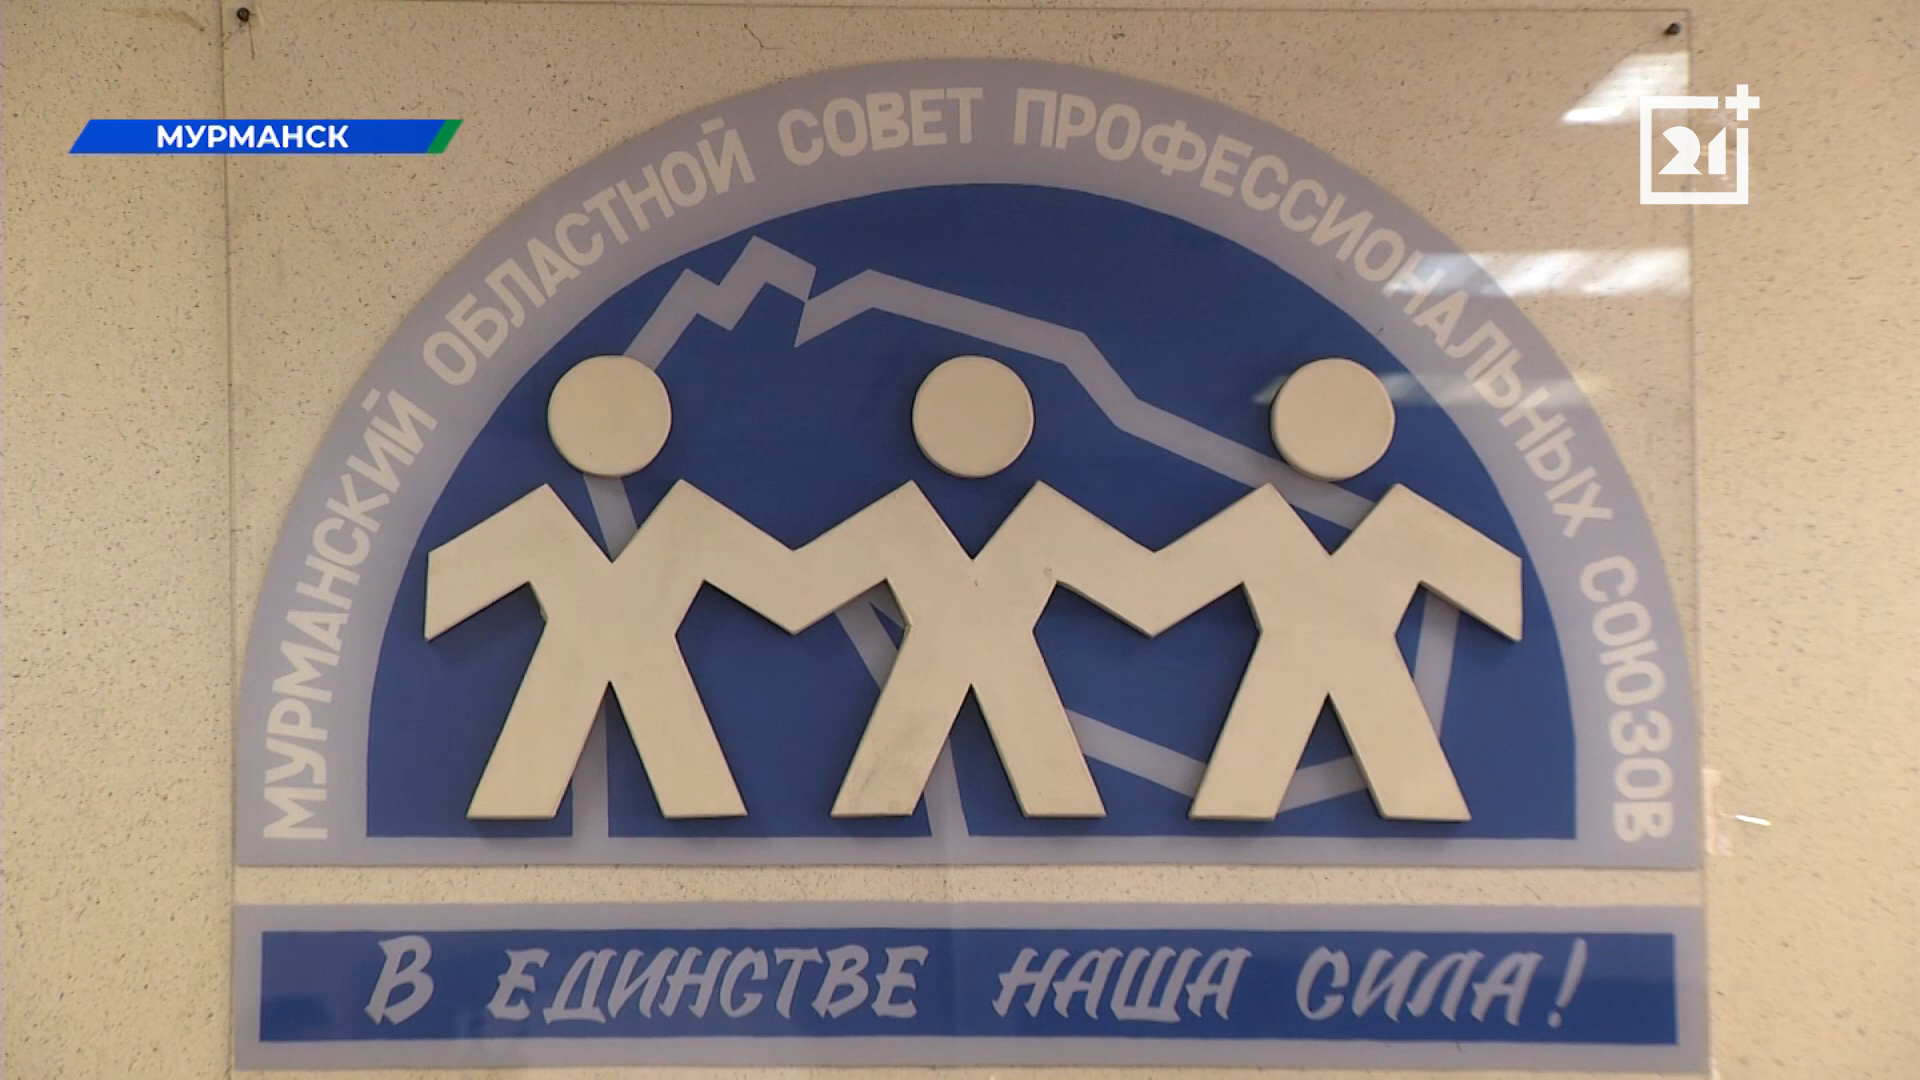 МУРМАНСК
21+
МУРМАНСКИЙ ОБЛАСТНОЙ СОВЕТ ПРОФЕССИОНАЛЬНЫХ СОЮЗОВ
В ЕДИНСТВЕ НАША СИЛА!